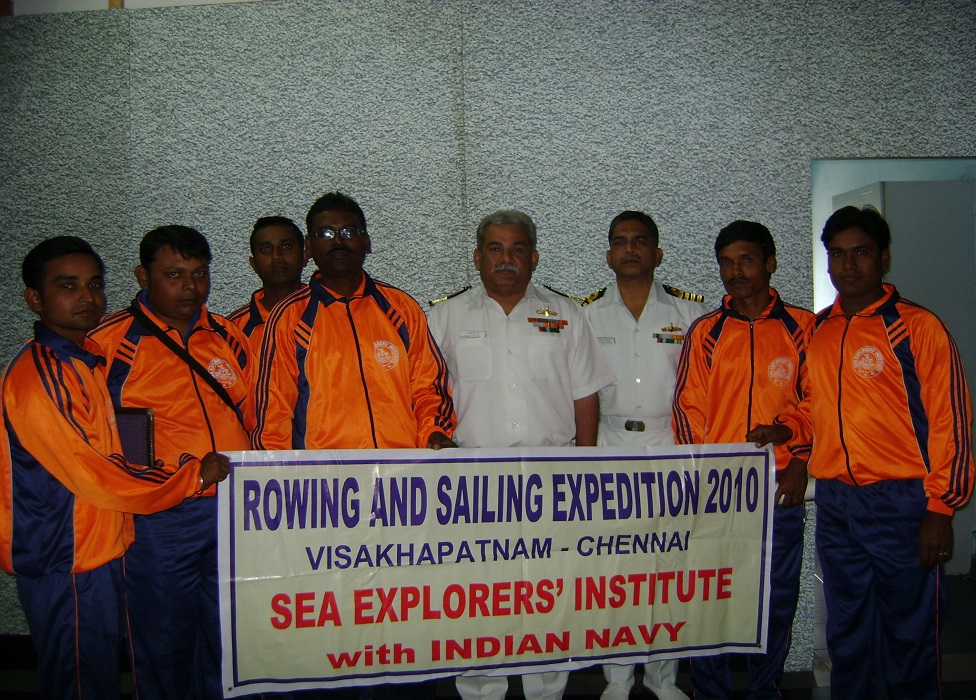 ROWING AND SAILING EXPEDITION 2010
VISAKHAPATNAM - CHENNAI
SEA EXPLORERS' INSTITUTE
with INDIAN NAVY